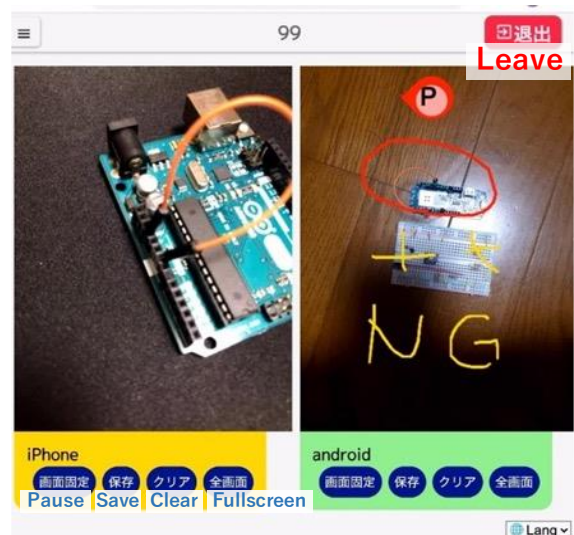 99
退出
Leave
P
NG
iPhone
画面固定 保存 クリア 全画面
Pause Save Clear Fullscreen
android
画面固定 保存 クリア 全画面
Lang